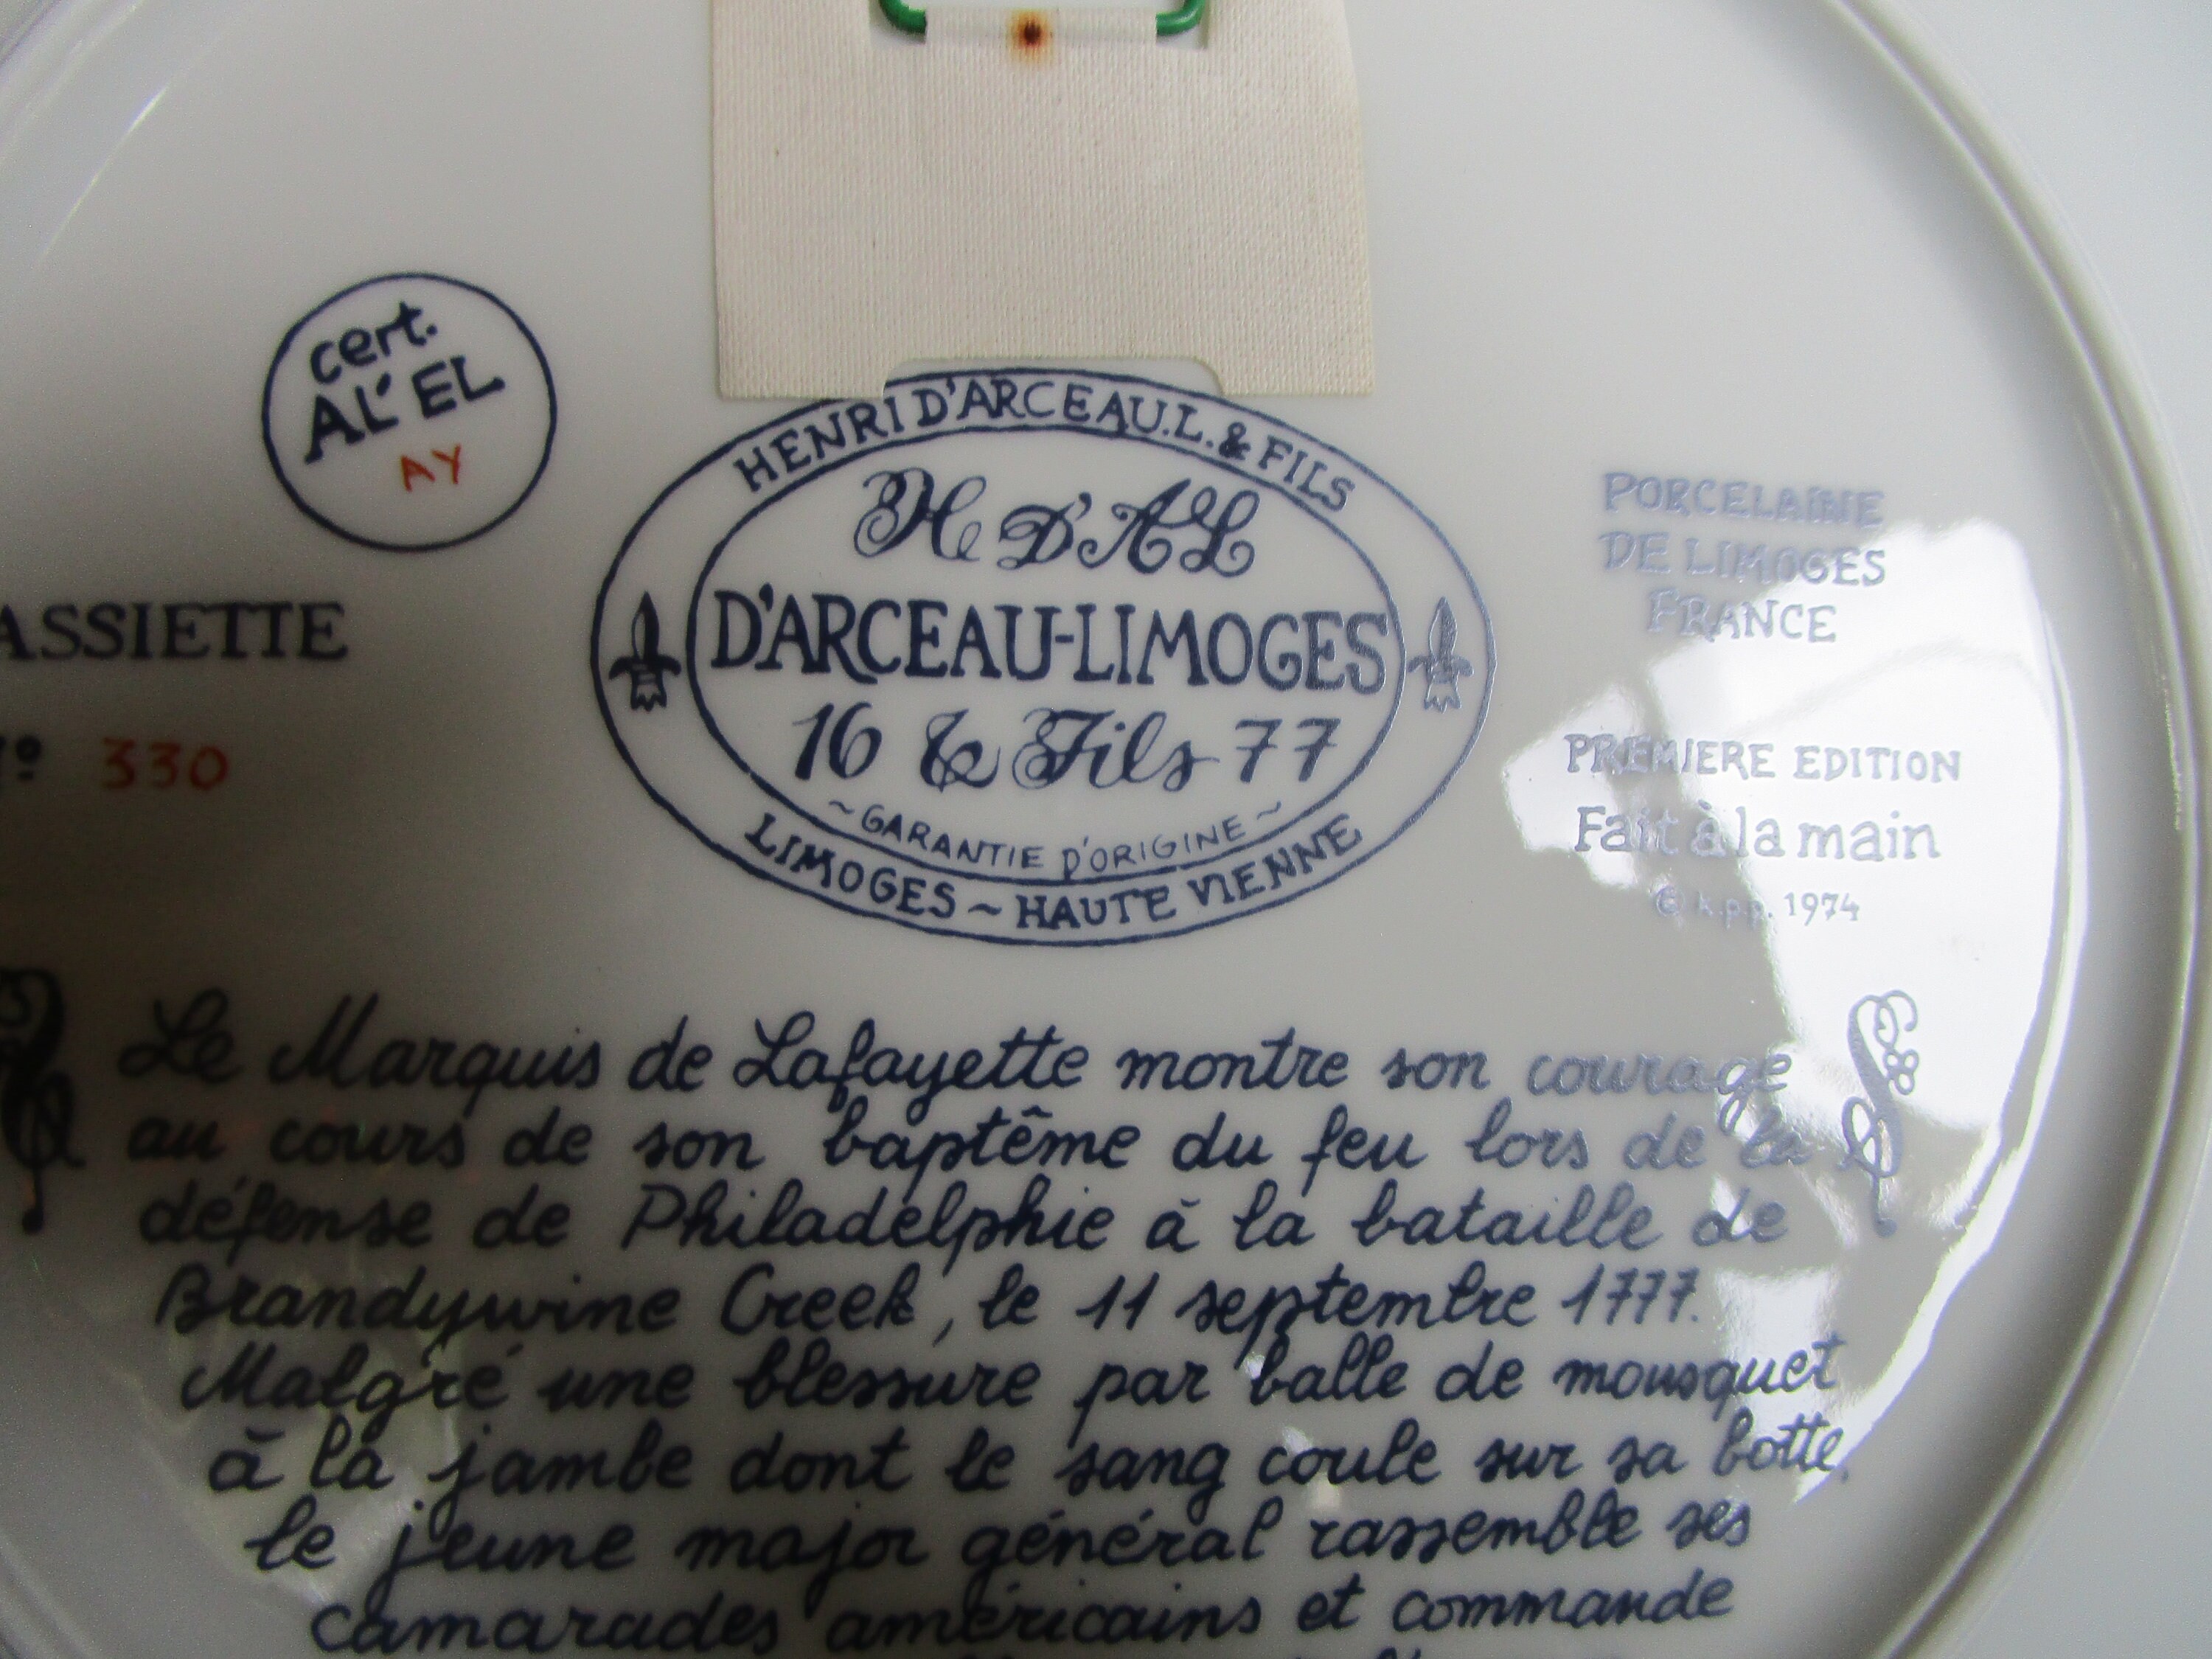 cert.
AL'EL
AY
HENRI D'ARCEAU.L.& FILS
H D'AL
D'ARCEAU-LIMOGES
16 & Fils 77
~GARANTIE D'ORIGINE~
LIMOGES ~ HAUTE VIENNE
ASSIETTE
330
PORCELAINE
DE LIMOGES
FRANCE
PREMIERE EDITION
Fait à la main
© k.p.p. 1974
Le Marquis de Lafayette montre son courage
au cours de son baptême du feu lors de la
défense de Philadelphie à la bataille de
Brandywine Creek, le 11 septembre 1777.
Malgré une blessure par balle de mousquet
à la jambe dont le sang coule sur sa botte,
le jeune major général rassemble ses
camarades américains et commande